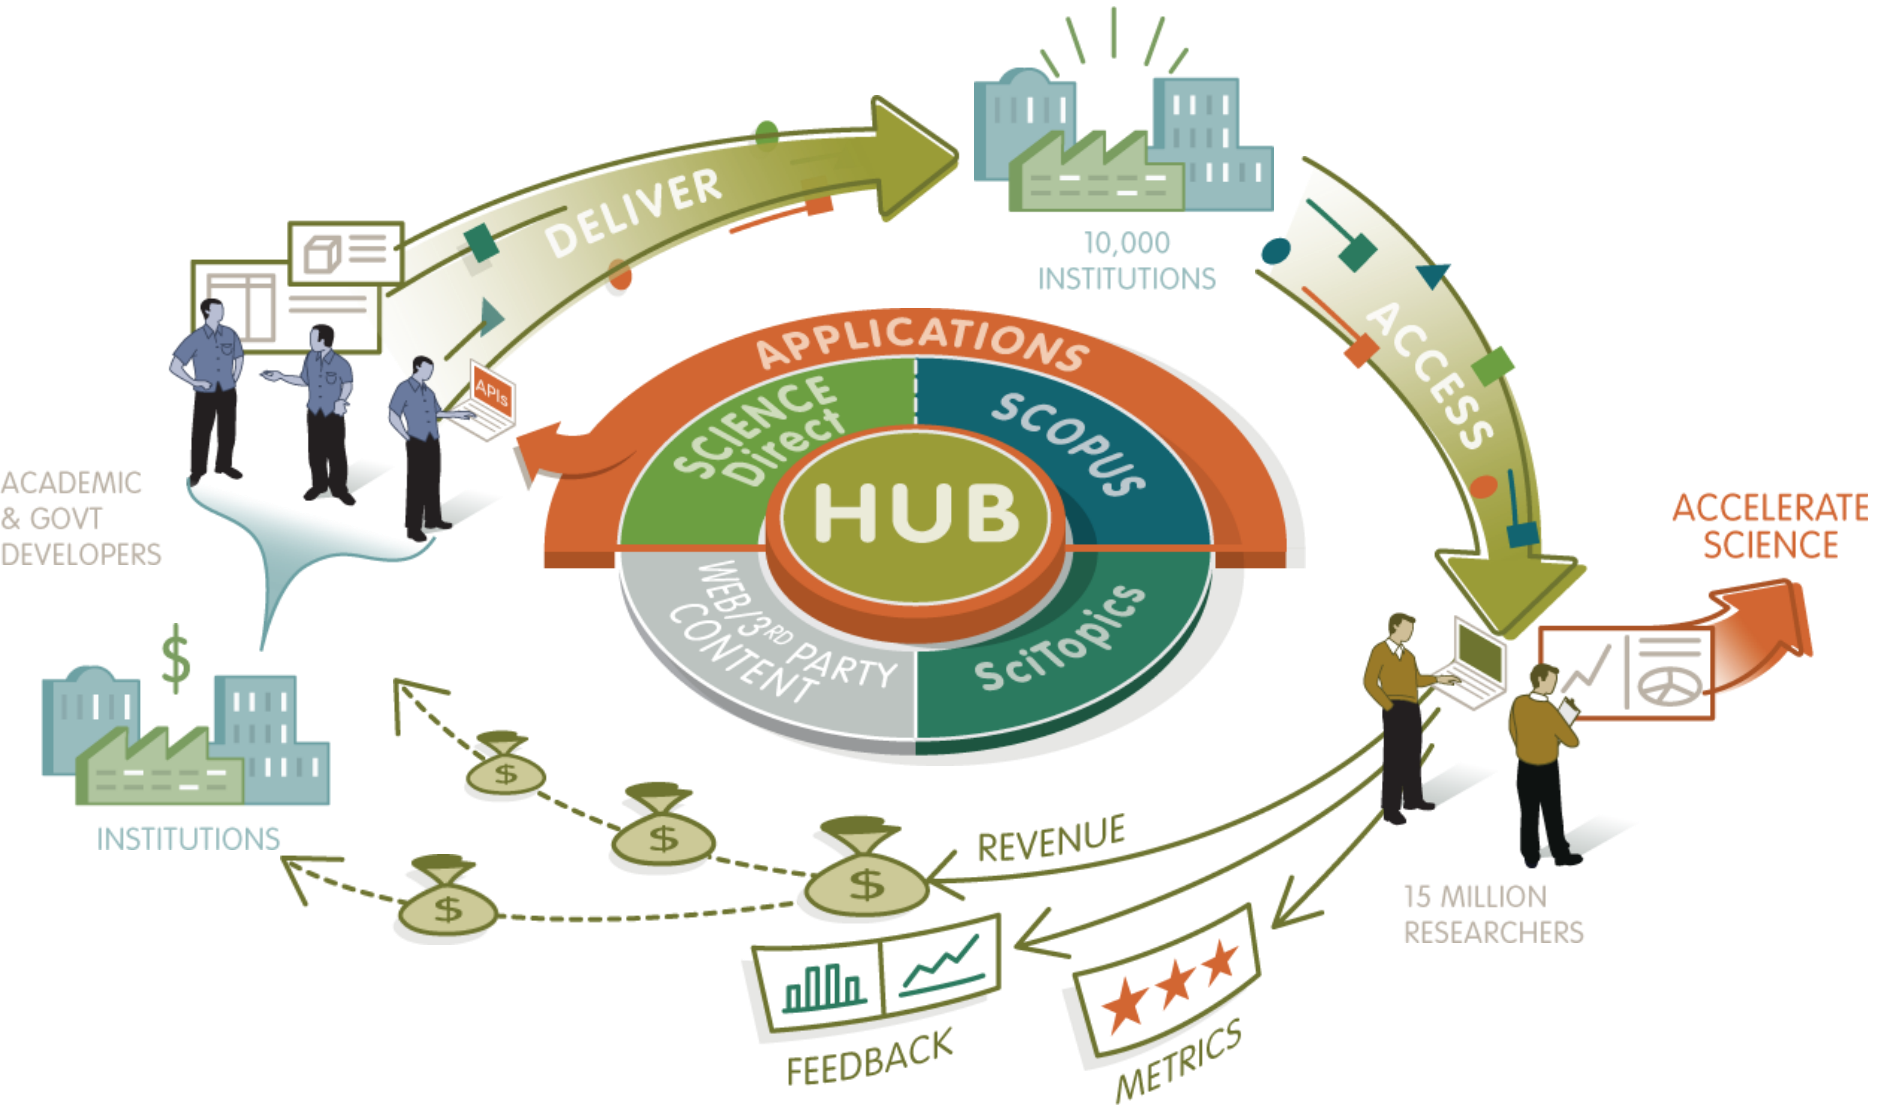 DELIVER
10,000
INSTITUTIONS
ACCESS
APPLICATIONS
SCIENCE
Direct
SCOPUS
HUB
WEB/3RD PARTY
CONTENT
SciTopics
APIs
ACADEMIC
& GOVT
DEVELOPERS
ACCELERATE
SCIENCE
$
INSTITUTIONS
$
$
$
$
REVENUE
15 MILLION
RESEARCHERS
FEEDBACK
METRICS